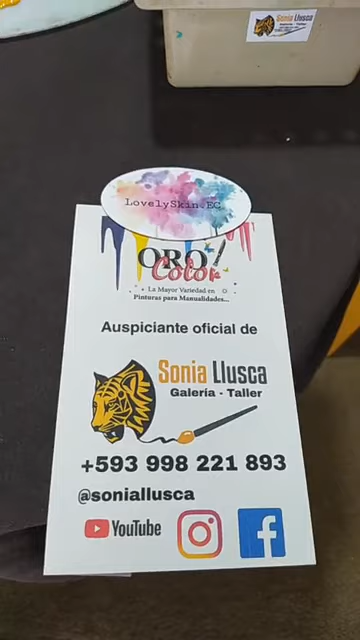 Sonia Llusca
LovelySkin.EC
ORO
Color
La Mayor Variedad en
Pinturas para Manualidades...
Auspiciante oficial de
Sonia Llusca
Galería - Taller
+593 998 221 893
@soniallusca
YouTube